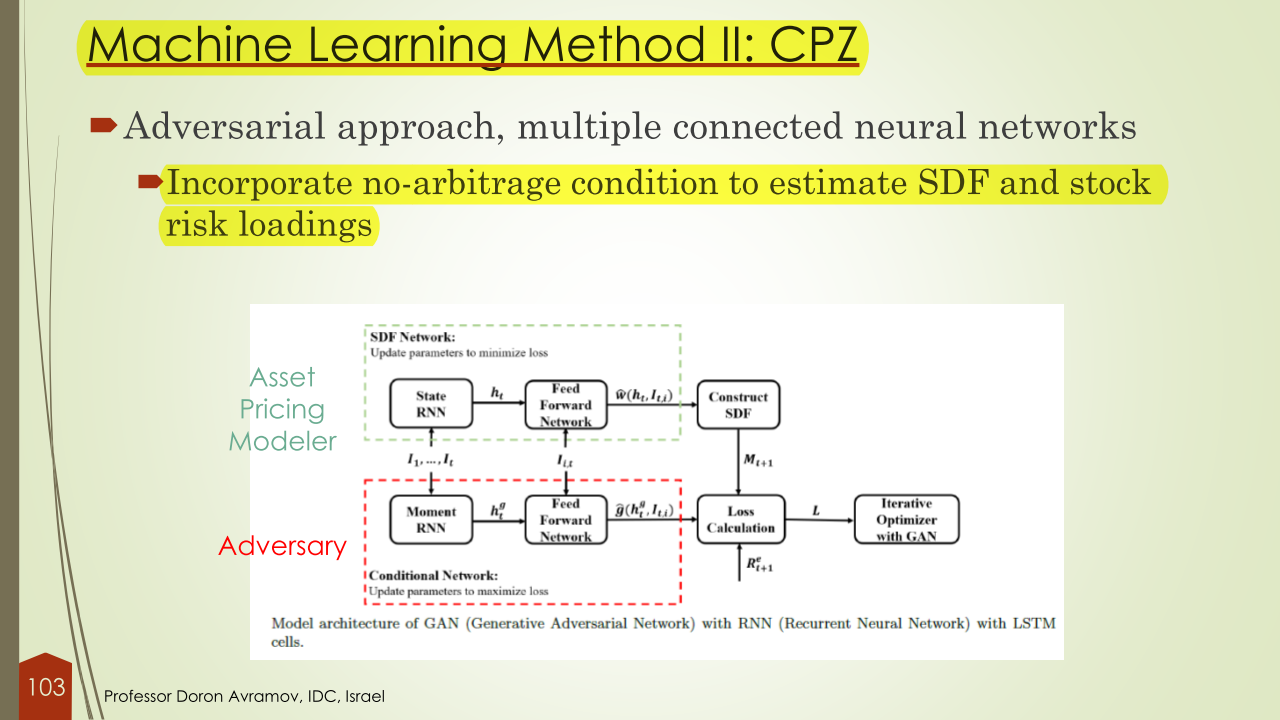 Machine Learning Method II: CPZ
Adversarial approach, multiple connected neural networks
Incorporate no-arbitrage condition to estimate SDF and stock
risk loadings
Asset
Pricing
Modeler
SDF Network:
Update parameters to minimize loss
State
RNN
h_t
Feed
Forward
Network
ŵ(h_t, I_{t,i})
Construct
SDF
I_1, ..., I_t
I_{i,t}
M_{t+1}
Adversary
Moment
RNN
h_t^g
Feed
Forward
Network
ĝ(h_t^g, I_{t,i})
Loss
Calculation
L
Iterative
Optimizer
with GAN
R^e_{t+1}
Conditional Network:
Update parameters to maximize loss
Model architecture of GAN (Generative Adversarial Network) with RNN (Recurrent Neural Network) with LSTM
cells.
103
Professor Doron Avramov, IDC, Israel